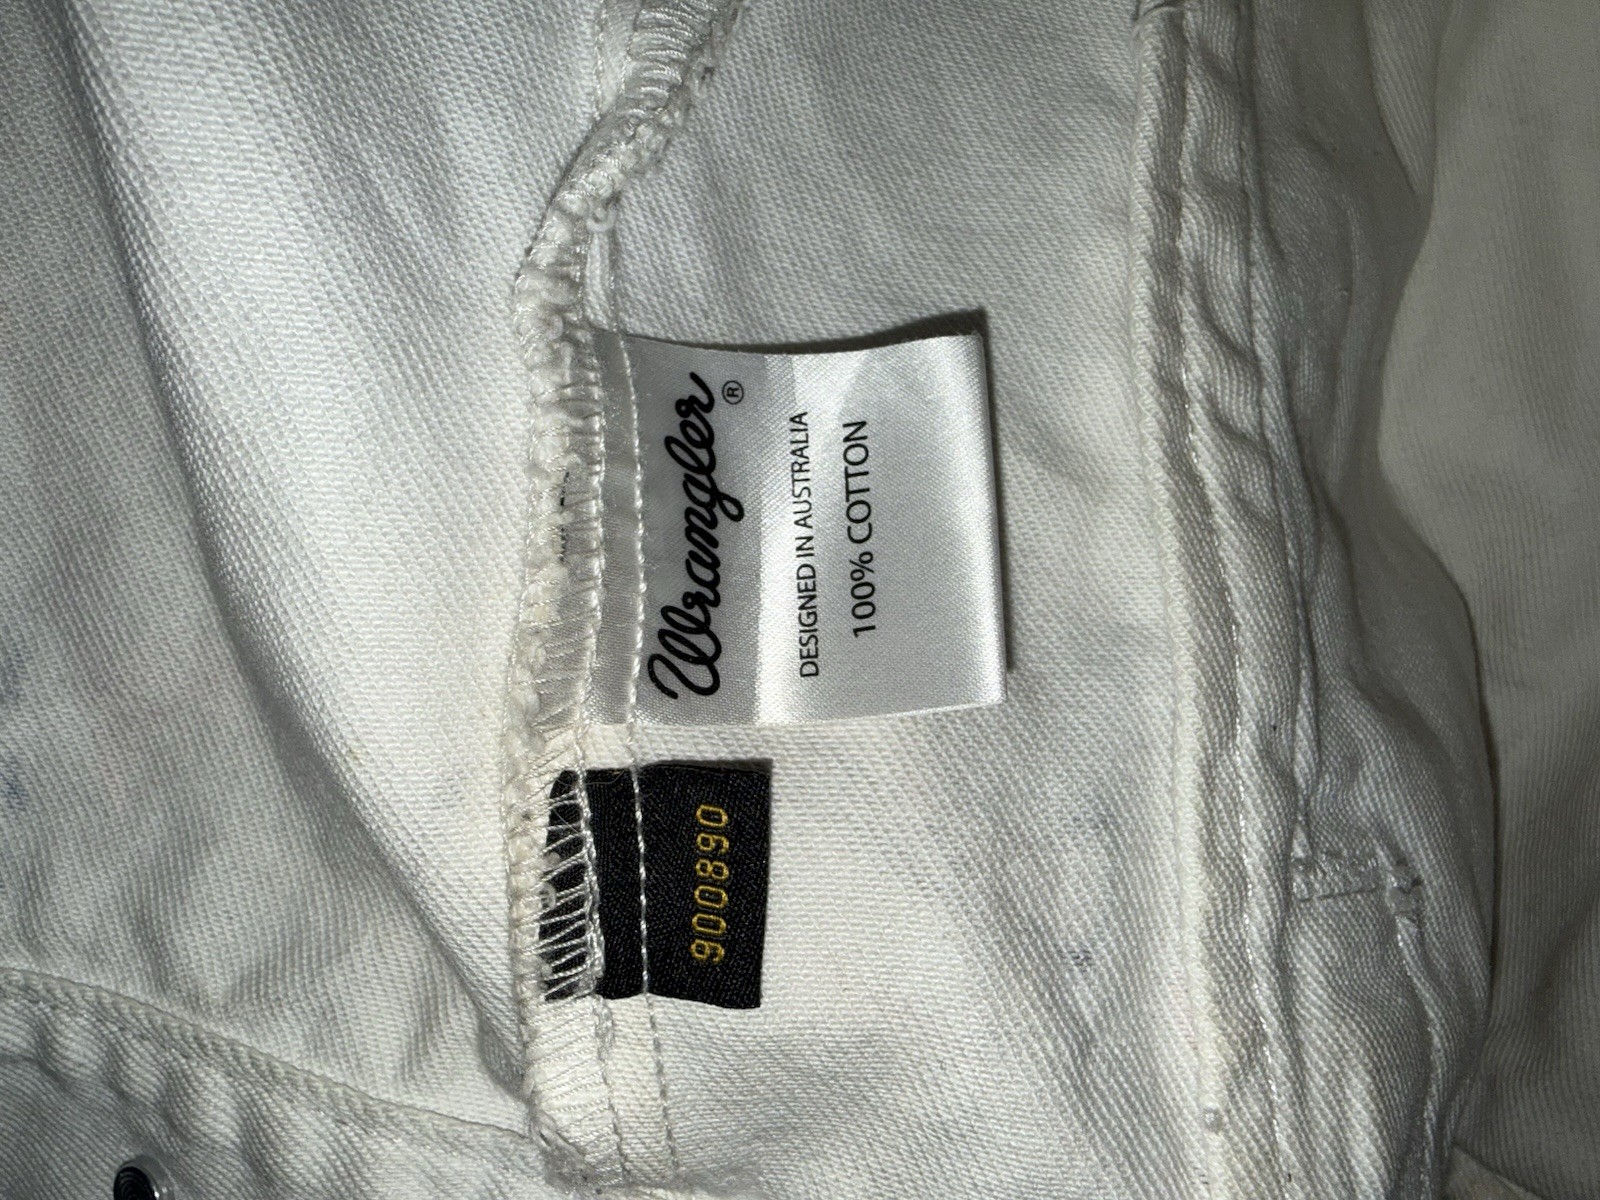 Wrangler®
DESIGNED IN AUSTRALIA
100% COTTON
900890